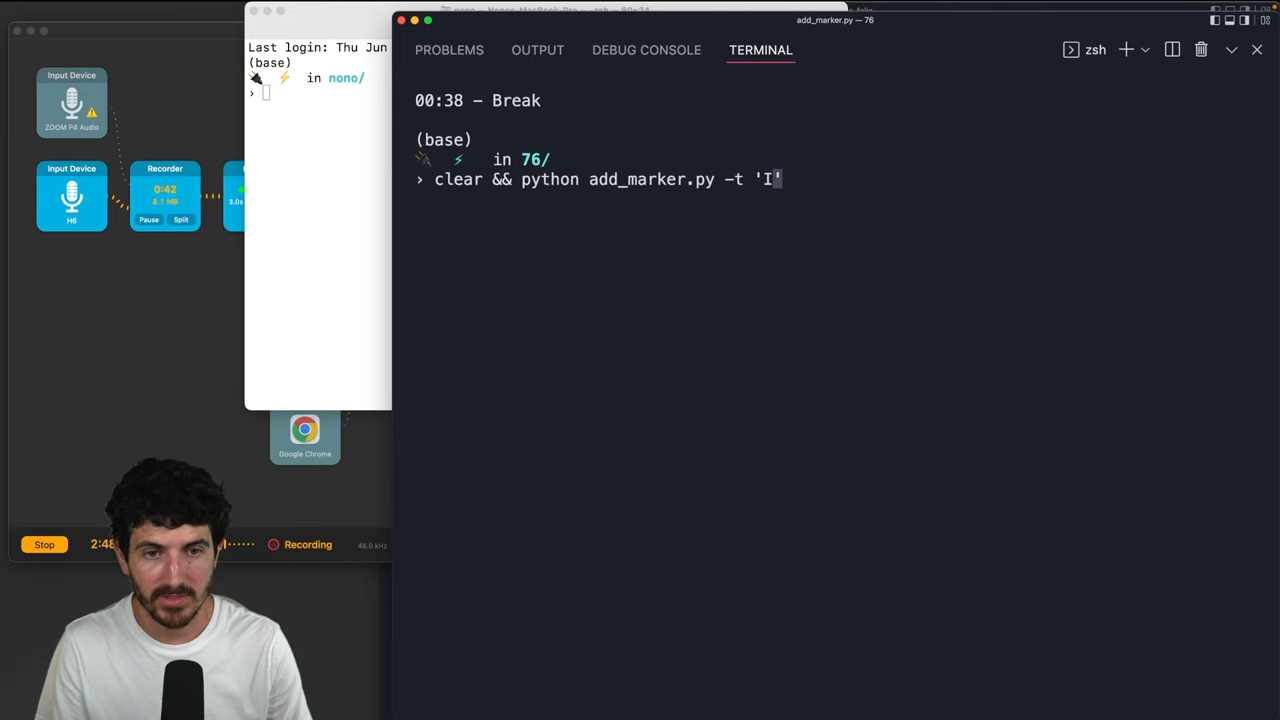 add_marker.py — 76
PROBLEMS OUTPUT DEBUG CONSOLE TERMINAL zsh
00:38 – Break
(base)
in 76/
› clear && python add_marker.py -t 'I'
Last login: Thu Jun
(base)
in nono/
›
Input Device
ZOOM P4 Audio
Input Device
H6
Recorder
0:42
8.1 MB
Pause Split
3.0s
Google Chrome
Stop 2:48 Recording 48.0 kHz